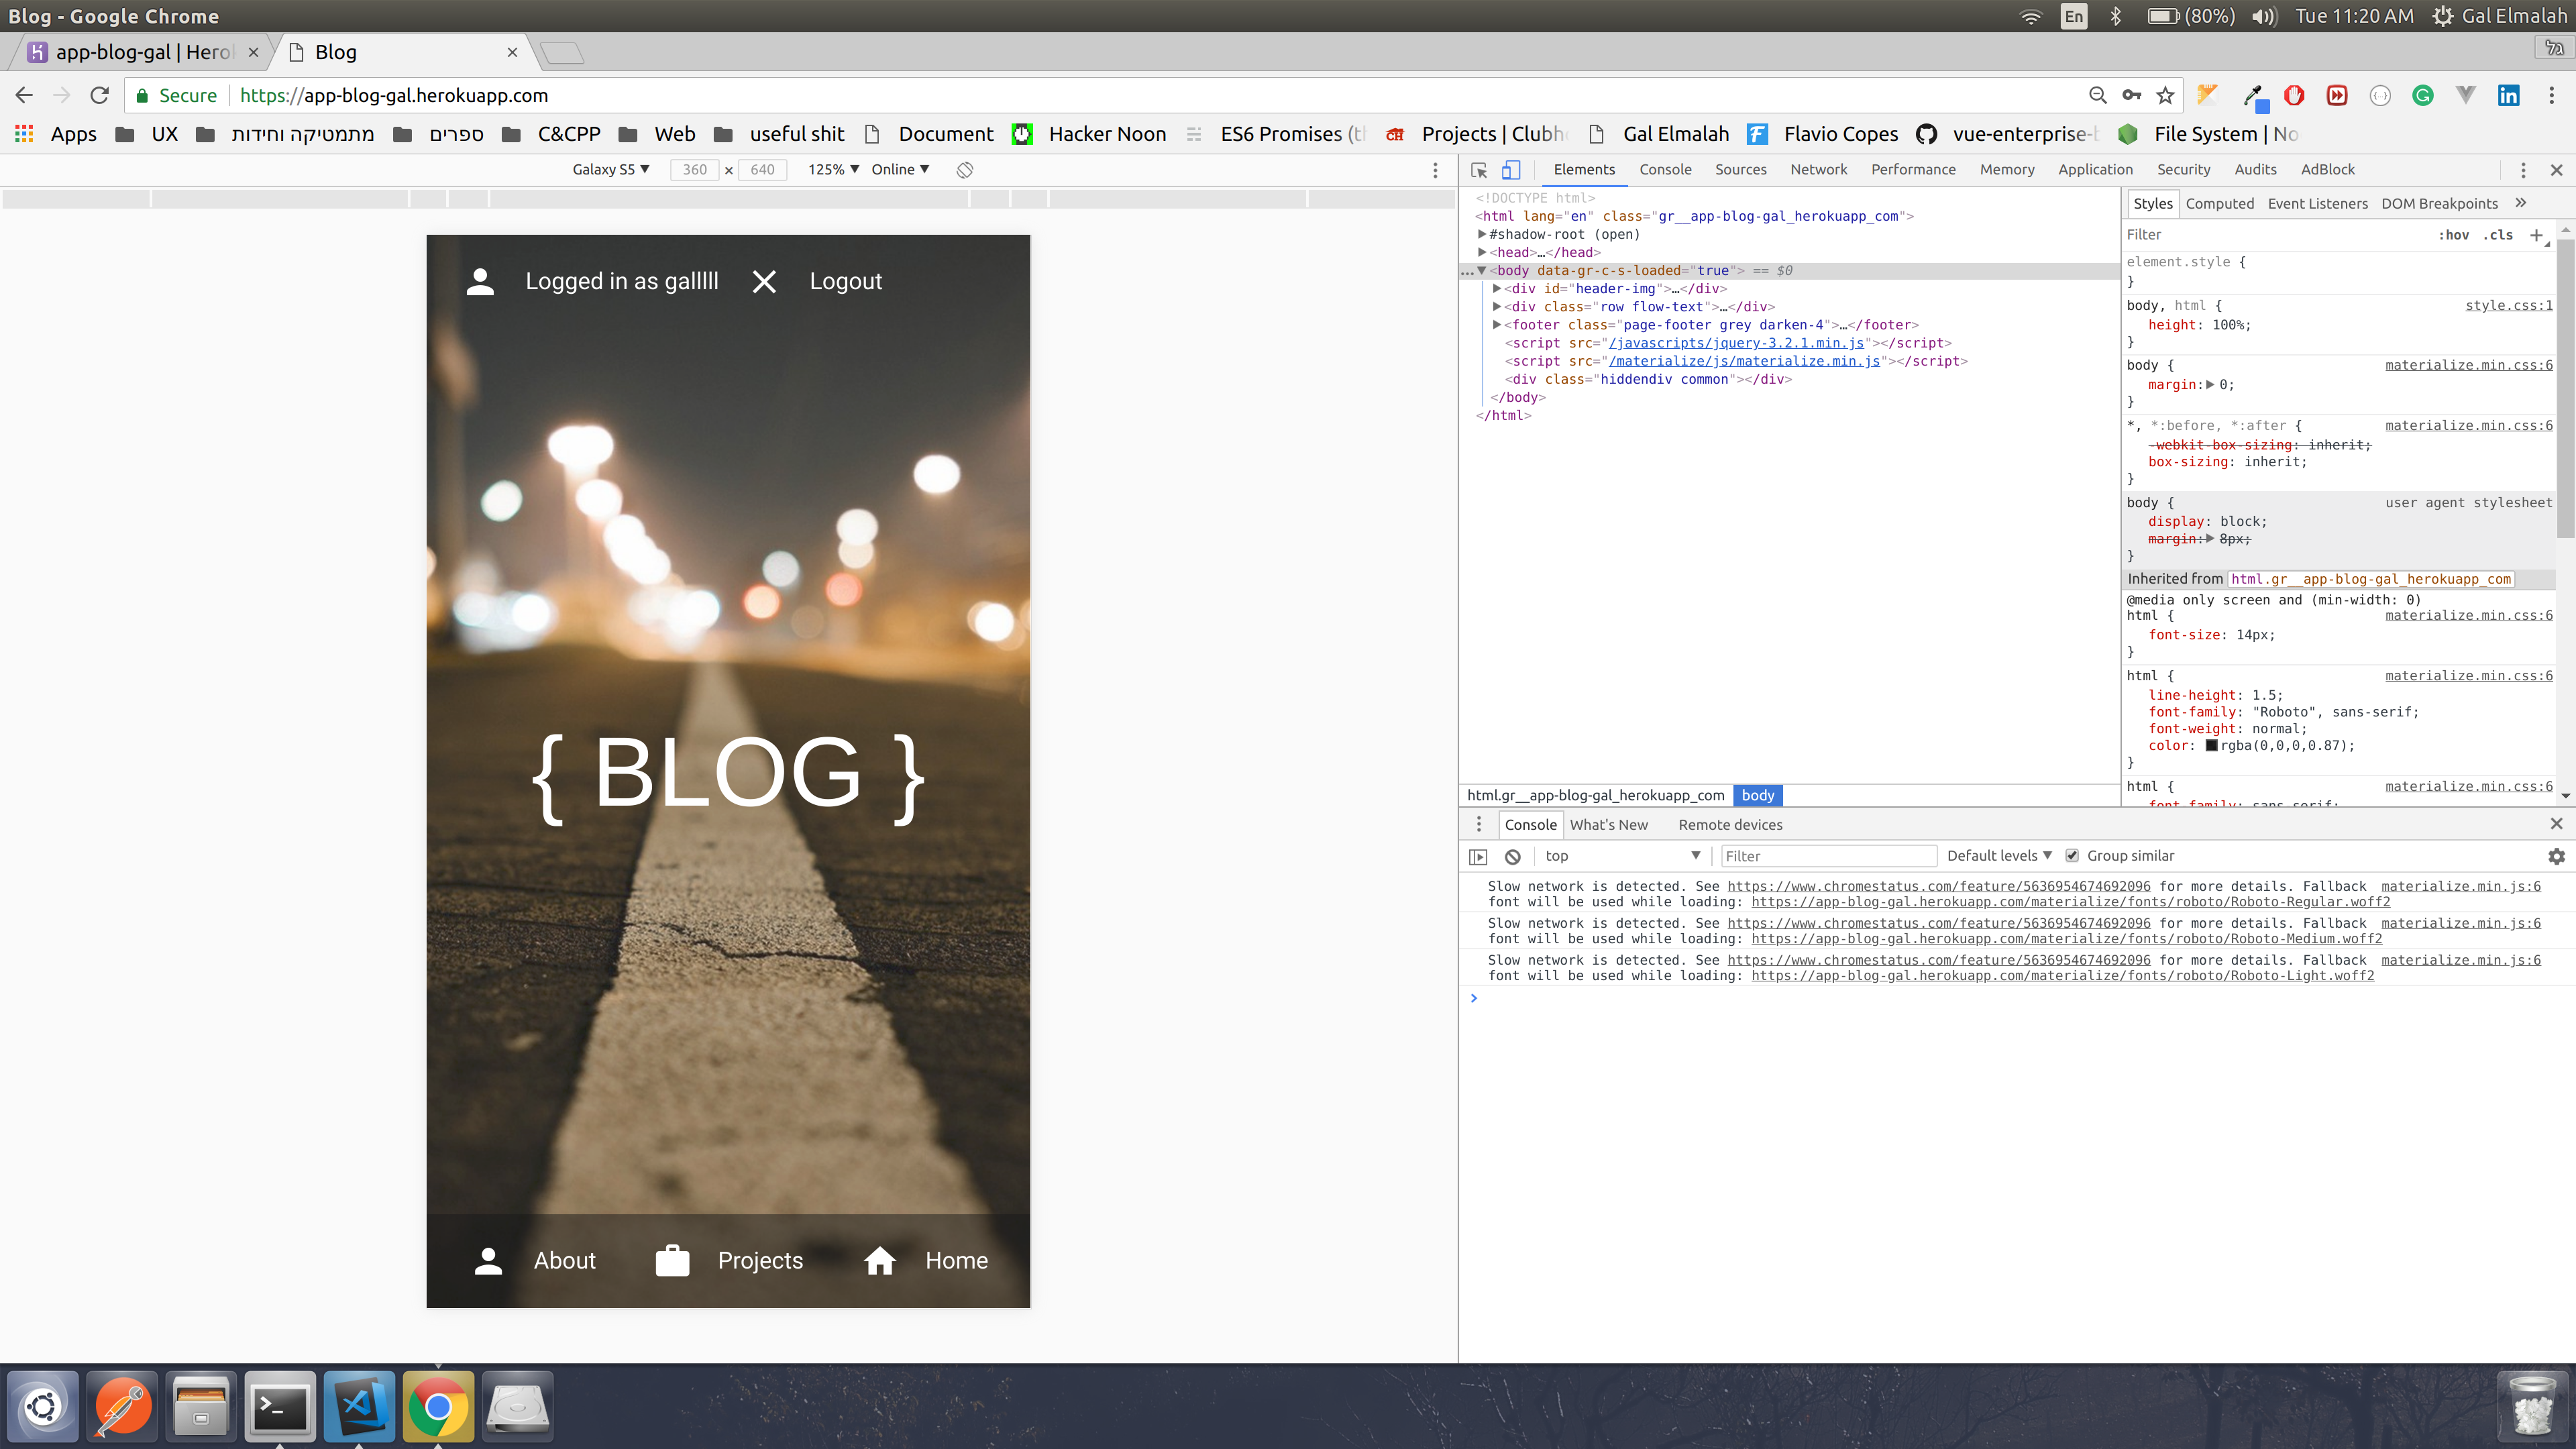 Blog - Google Chrome
En (80%) Tue 11:20 AM Gal Elmalah
app-blog-gal | Herol Blog גל
Secure https://app-blog-gal.herokuapp.com
Apps UX מתמטיקה וחידות ספרים C&CPP Web useful shit Document Hacker Noon ES6 Promises (th Projects | Clubh Gal Elmalah Flavio Copes vue-enterprise-b File System | No
Galaxy S5 360 × 640 125% Online
Elements Console Sources Network Performance Memory Application Security Audits AdBlock
<!DOCTYPE html>
<html lang="en" class="gr__app-blog-gal_herokuapp_com">
#shadow-root (open)
<head>…</head>
<body data-gr-c-s-loaded="true"> == $0
<div id="header-img">…</div>
<div class="row flow-text">…</div>
<footer class="page-footer grey darken-4">…</footer>
<script src="/javascripts/jquery-3.2.1.min.js"></script>
<script src="/materialize/js/materialize.min.js"></script>
<div class="hiddendiv common"></div>
</body>
</html>
html.gr__app-blog-gal_herokuapp_com body
Styles Computed Event Listeners DOM Breakpoints »
Filter :hov .cls +
element.style {
}
body, html { style.css:1
height: 100%;
}
body { materialize.min.css:6
margin: 0;
}
*, *:before, *:after { materialize.min.css:6
-webkit-box-sizing: inherit;
box-sizing: inherit;
}
body { user agent stylesheet
display: block;
margin: 8px;
}
Inherited from html.gr__app-blog-gal_herokuapp_com
@media only screen and (min-width: 0)
html { materialize.min.css:6
font-size: 14px;
}
html { materialize.min.css:6
line-height: 1.5;
font-family: "Roboto", sans-serif;
font-weight: normal;
color: rgba(0,0,0,0.87);
}
html { materialize.min.css:6
font-family: sans-serif;
Logged in as galllll Logout
{ BLOG }
About Projects Home
Console What's New Remote devices
top Filter Default levels Group similar
Slow network is detected. See https://www.chromestatus.com/feature/5636954674692096 for more details. Fallback materialize.min.js:6
font will be used while loading: https://app-blog-gal.herokuapp.com/materialize/fonts/roboto/Roboto-Regular.woff2
Slow network is detected. See https://www.chromestatus.com/feature/5636954674692096 for more details. Fallback materialize.min.js:6
font will be used while loading: https://app-blog-gal.herokuapp.com/materialize/fonts/roboto/Roboto-Medium.woff2
Slow network is detected. See https://www.chromestatus.com/feature/5636954674692096 for more details. Fallback materialize.min.js:6
font will be used while loading: https://app-blog-gal.herokuapp.com/materialize/fonts/roboto/Roboto-Light.woff2